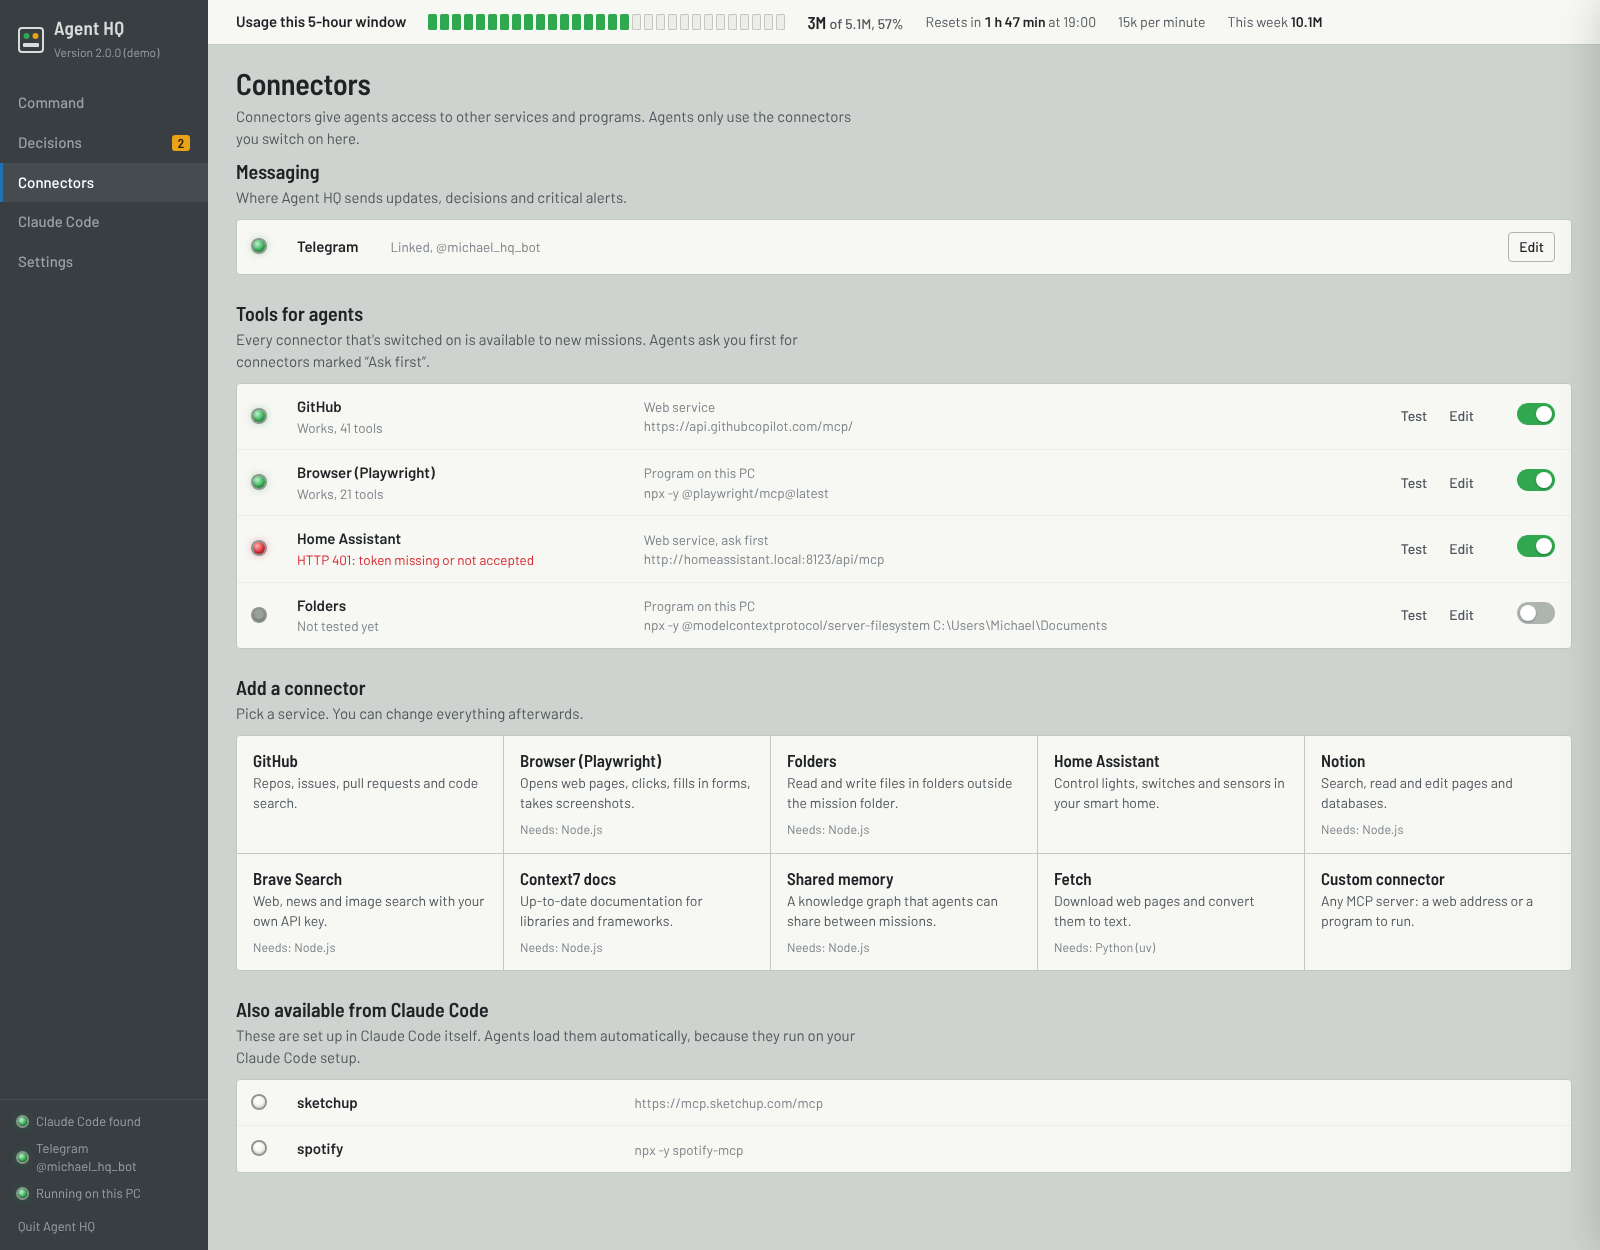 Agent HQ
Version 2.0.0 (demo)
Command
Decisions 2
Connectors
Claude Code
Settings
Claude Code found
Telegram
@michael_hq_bot
Running on this PC
Quit Agent HQ
Usage this 5-hour window 3M of 5.1M, 57% Resets in 1 h 47 min at 19:00 15k per minute This week 10.1M
Connectors
Connectors give agents access to other services and programs. Agents only use the connectors
you switch on here.
Messaging
Where Agent HQ sends updates, decisions and critical alerts.
Telegram Linked, @michael_hq_bot Edit
Tools for agents
Every connector that's switched on is available to new missions. Agents ask you first for
connectors marked “Ask first”.
GitHub
Works, 41 tools
Web service
https://api.githubcopilot.com/mcp/
Test Edit
Browser (Playwright)
Works, 21 tools
Program on this PC
npx -y @playwright/mcp@latest
Test Edit
Home Assistant
HTTP 401: token missing or not accepted
Web service, ask first
http://homeassistant.local:8123/api/mcp
Test Edit
Folders
Not tested yet
Program on this PC
npx -y @modelcontextprotocol/server-filesystem C:\Users\Michael\Documents
Test Edit
Add a connector
Pick a service. You can change everything afterwards.
GitHub
Repos, issues, pull requests and code
search.
Browser (Playwright)
Opens web pages, clicks, fills in forms,
takes screenshots.
Needs: Node.js
Folders
Read and write files in folders outside
the mission folder.
Needs: Node.js
Home Assistant
Control lights, switches and sensors in
your smart home.
Notion
Search, read and edit pages and
databases.
Needs: Node.js
Brave Search
Web, news and image search with your
own API key.
Needs: Node.js
Context7 docs
Up-to-date documentation for
libraries and frameworks.
Needs: Node.js
Shared memory
A knowledge graph that agents can
share between missions.
Needs: Node.js
Fetch
Download web pages and convert
them to text.
Needs: Python (uv)
Custom connector
Any MCP server: a web address or a
program to run.
Also available from Claude Code
These are set up in Claude Code itself. Agents load them automatically, because they run on your
Claude Code setup.
sketchup https://mcp.sketchup.com/mcp
spotify npx -y spotify-mcp